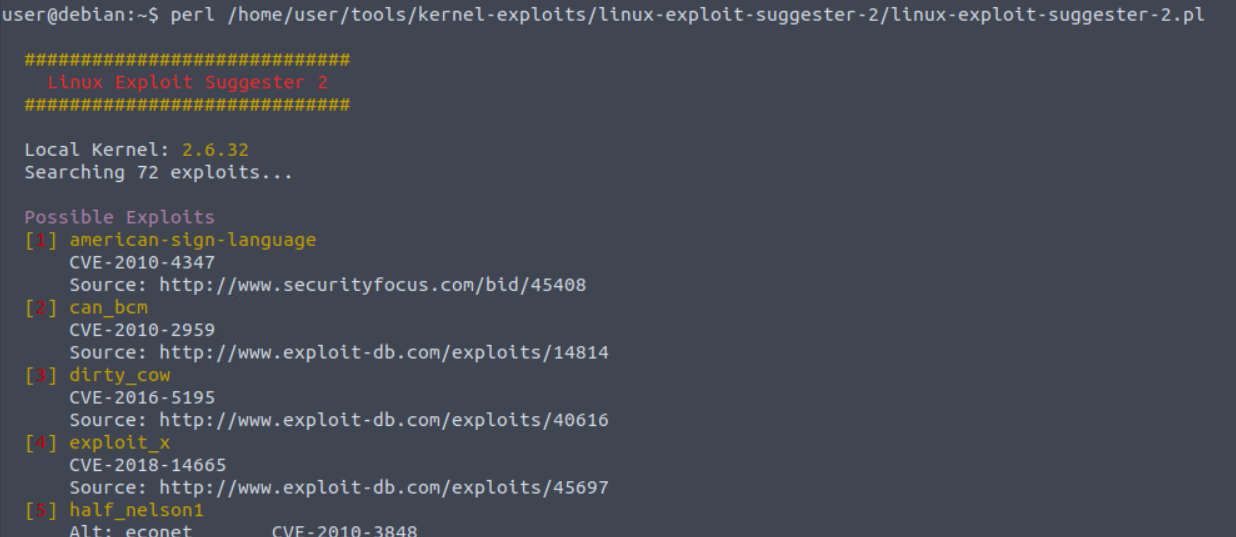 user@debian:~$ perl /home/user/tools/kernel-exploits/linux-exploit-suggester-2/linux-exploit-suggester-2.pl
#############################
Linux Exploit Suggester 2
#############################
Local Kernel: 2.6.32
Searching 72 exploits...
Possible Exploits
[1] american-sign-language
CVE-2010-4347
Source: http://www.securityfocus.com/bid/45408
[2] can_bcm
CVE-2010-2959
Source: http://www.exploit-db.com/exploits/14814
[3] dirty_cow
CVE-2016-5195
Source: http://www.exploit-db.com/exploits/40616
[4] exploit_x
CVE-2018-14665
Source: http://www.exploit-db.com/exploits/45697
[5] half_nelson1
Alt: econet CVE-2010-3848